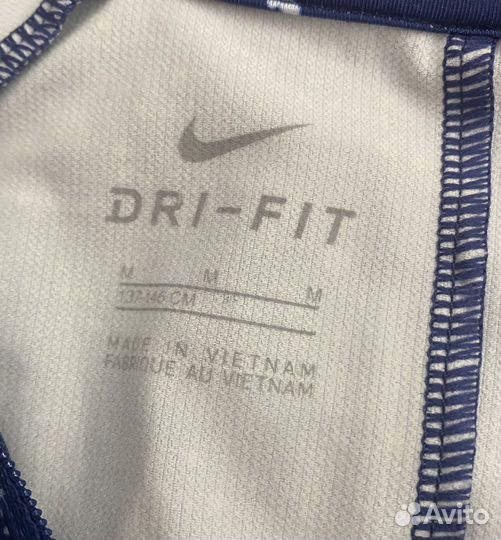 DRI-FIT
M M M
137-146 CM
MADE IN VIETNAM
FABRIQUE AU VIETNAM
Avito